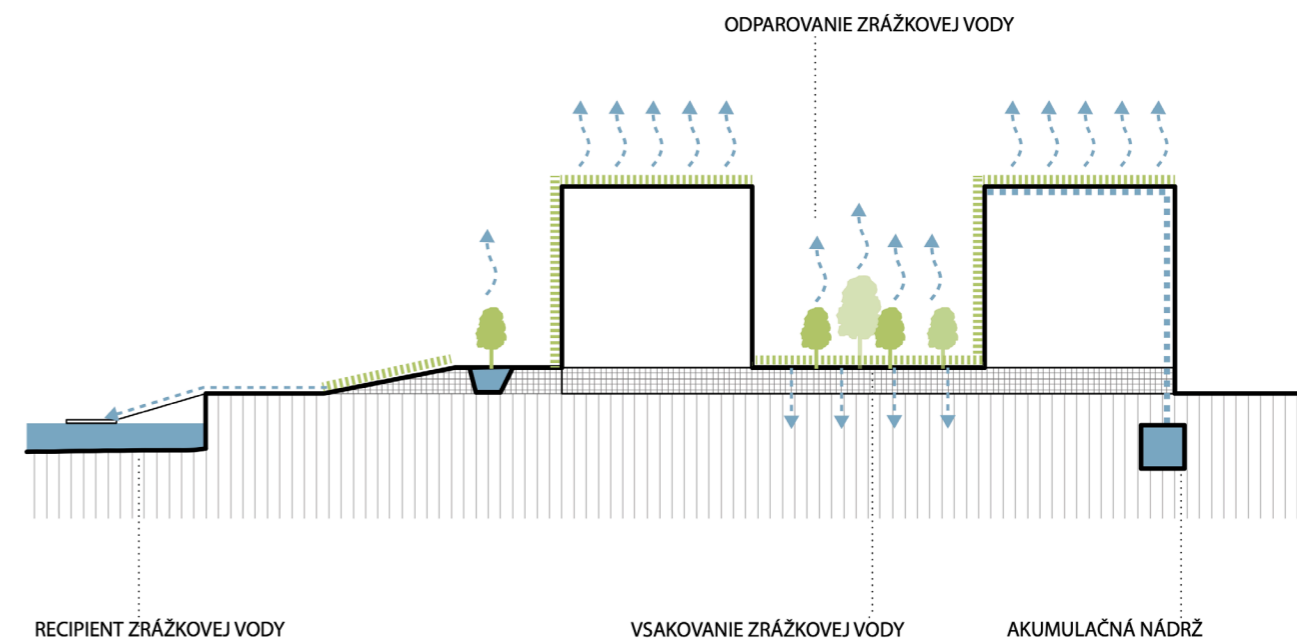 ODPAROVANIE ZRÁŽKOVEJ VODY
RECIPIENT ZRÁŽKOVEJ VODY
VSAKOVANIE ZRÁŽKOVEJ VODY
AKUMULAČNÁ NÁDRŽ